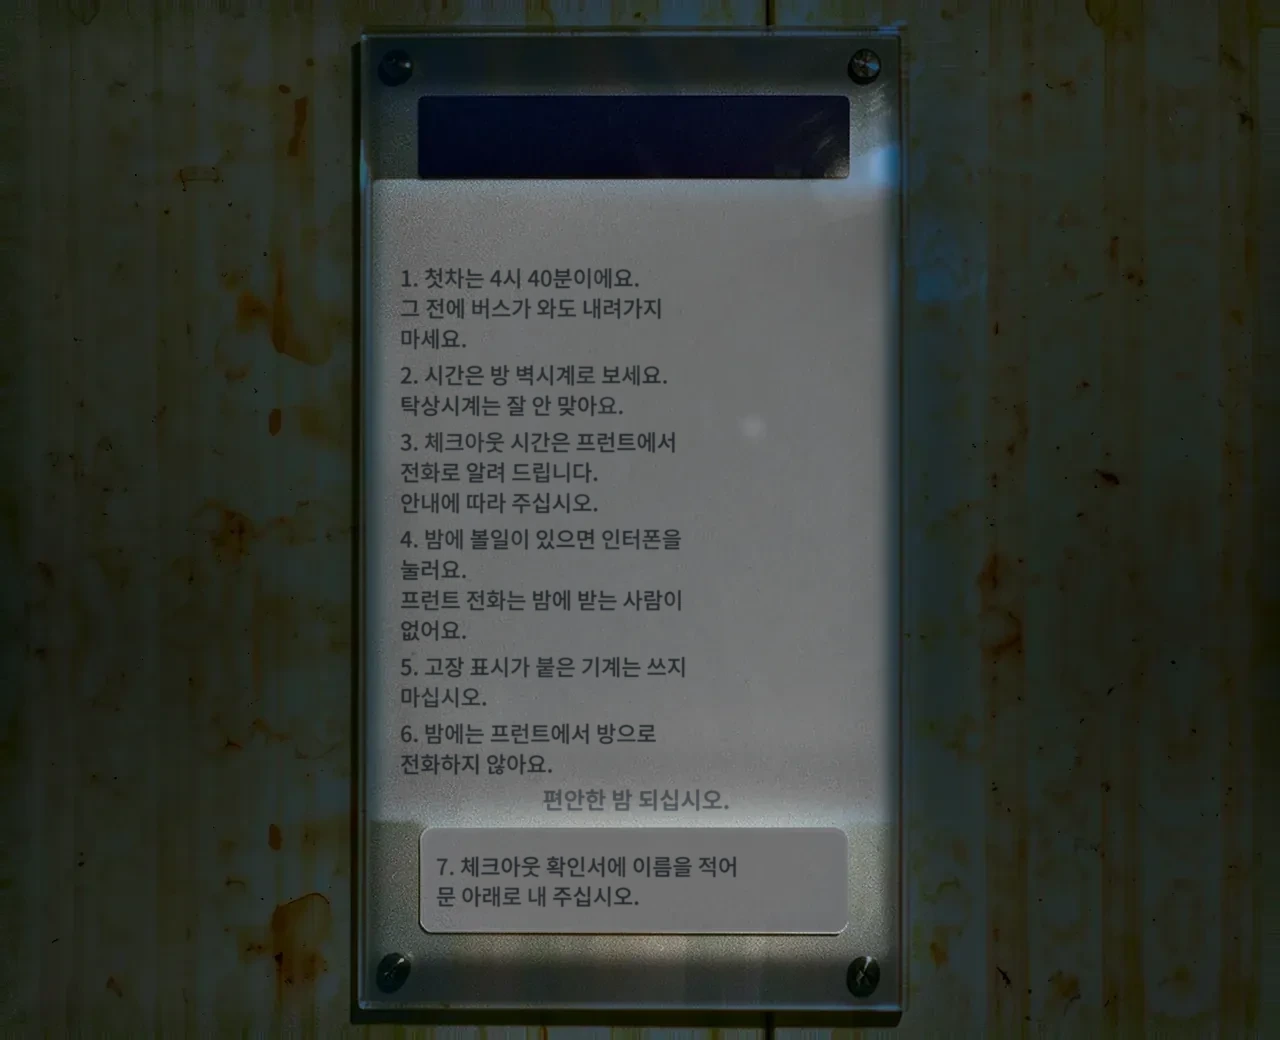 1. 첫차는 4시 40분이에요.
그 전에 버스가 와도 내려가지
마세요.
2. 시간은 방 벽시계로 보세요.
탁상시계는 잘 안 맞아요.
3. 체크아웃 시간은 프런트에서
전화로 알려 드립니다.
안내에 따라 주십시오.
4. 밤에 볼일이 있으면 인터폰을
눌러요.
프런트 전화는 밤에 받는 사람이
없어요.
5. 고장 표시가 붙은 기계는 쓰지
마십시오.
6. 밤에는 프런트에서 방으로
전화하지 않아요.
편안한 밤 되십시오.
7. 체크아웃 확인서에 이름을 적어
문 아래로 내 주십시오.